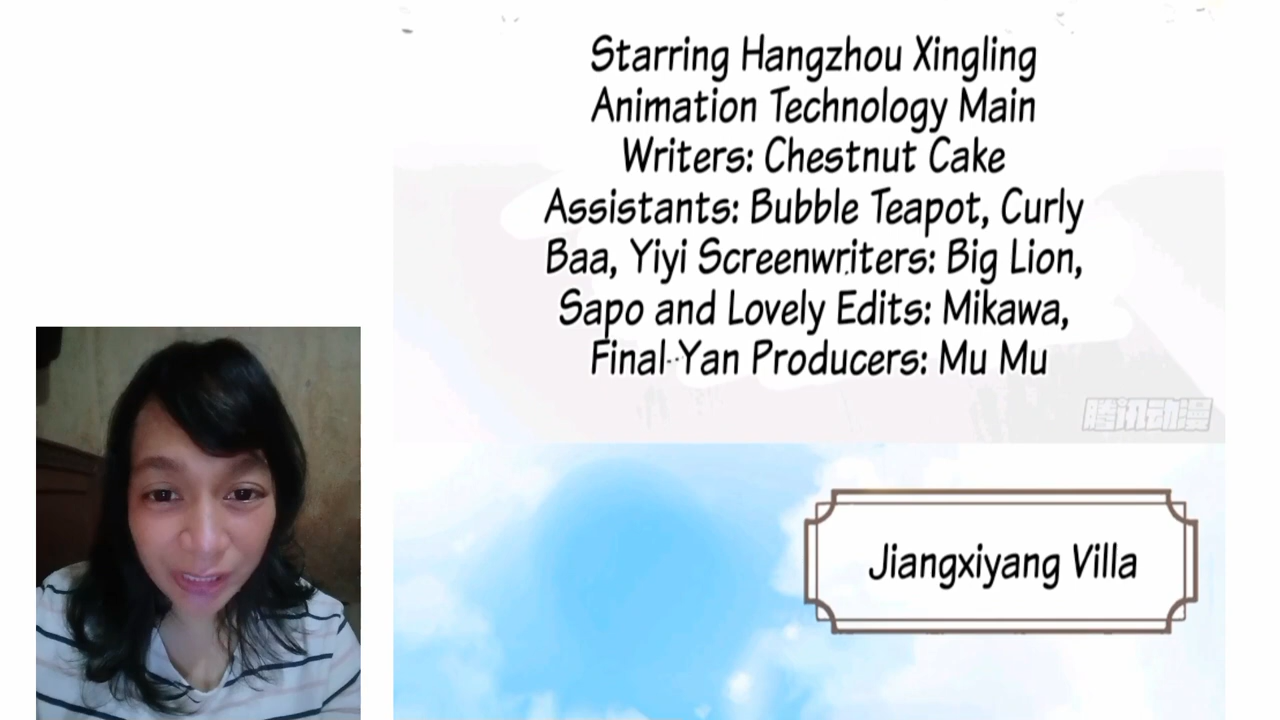 Starring Hangzhou Xingling
Animation Technology Main
Writers: Chestnut Cake
Assistants: Bubble Teapot, Curly
Baa, Yiyi Screenwriters: Big Lion,
Sapo and Lovely Edits: Mikawa,
Final Yan Producers: Mu Mu
腾讯动漫
Jiangxiyang Villa